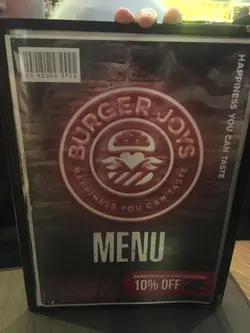 HAPPINESS YOU CAN TASTE
BURGER JOYS
HAPPINESS YOU CAN TASTE
MENU
10% OFF